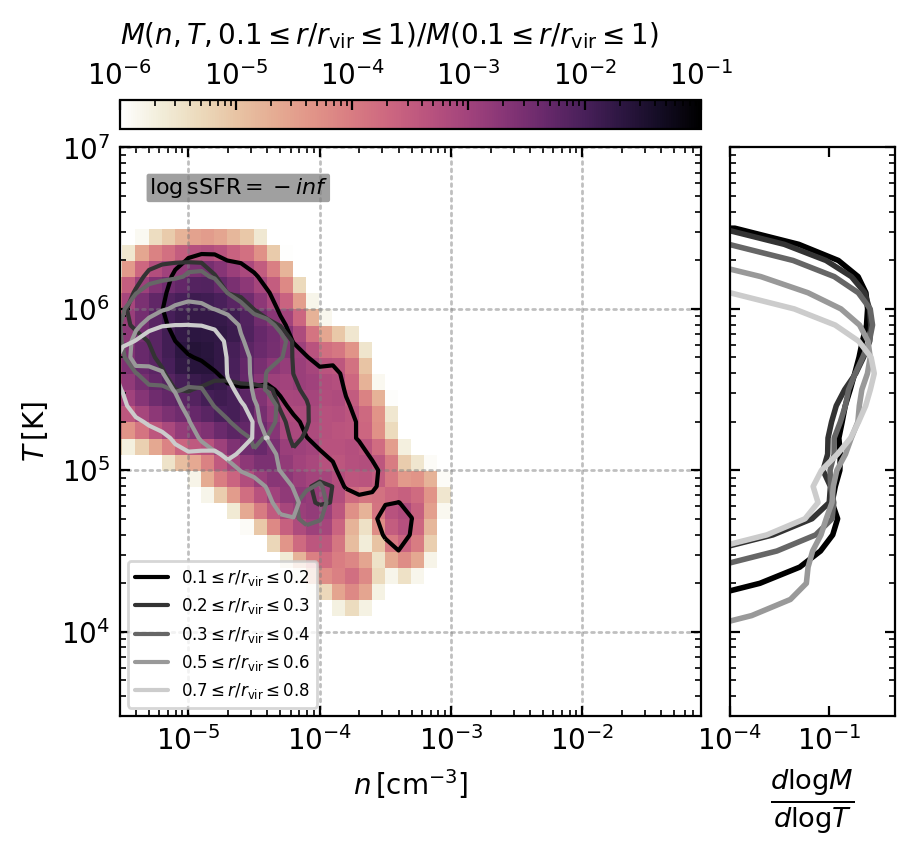 M(n, T, 0.1 ≤ r/r_vir ≤ 1)/M(0.1 ≤ r/r_vir ≤ 1)
10^−6 10^−5 10^−4 10^−3 10^−2 10^−1
10^7
log sSFR = −inf
10^6
T [K]
10^5
10^4
0.1 ≤ r/r_vir ≤ 0.2
0.2 ≤ r/r_vir ≤ 0.3
0.3 ≤ r/r_vir ≤ 0.4
0.5 ≤ r/r_vir ≤ 0.6
0.7 ≤ r/r_vir ≤ 0.8
10^−5 10^−4 10^−3 10^−2 10^−4 10^−1
n [cm^−3]
dlogM
dlogT